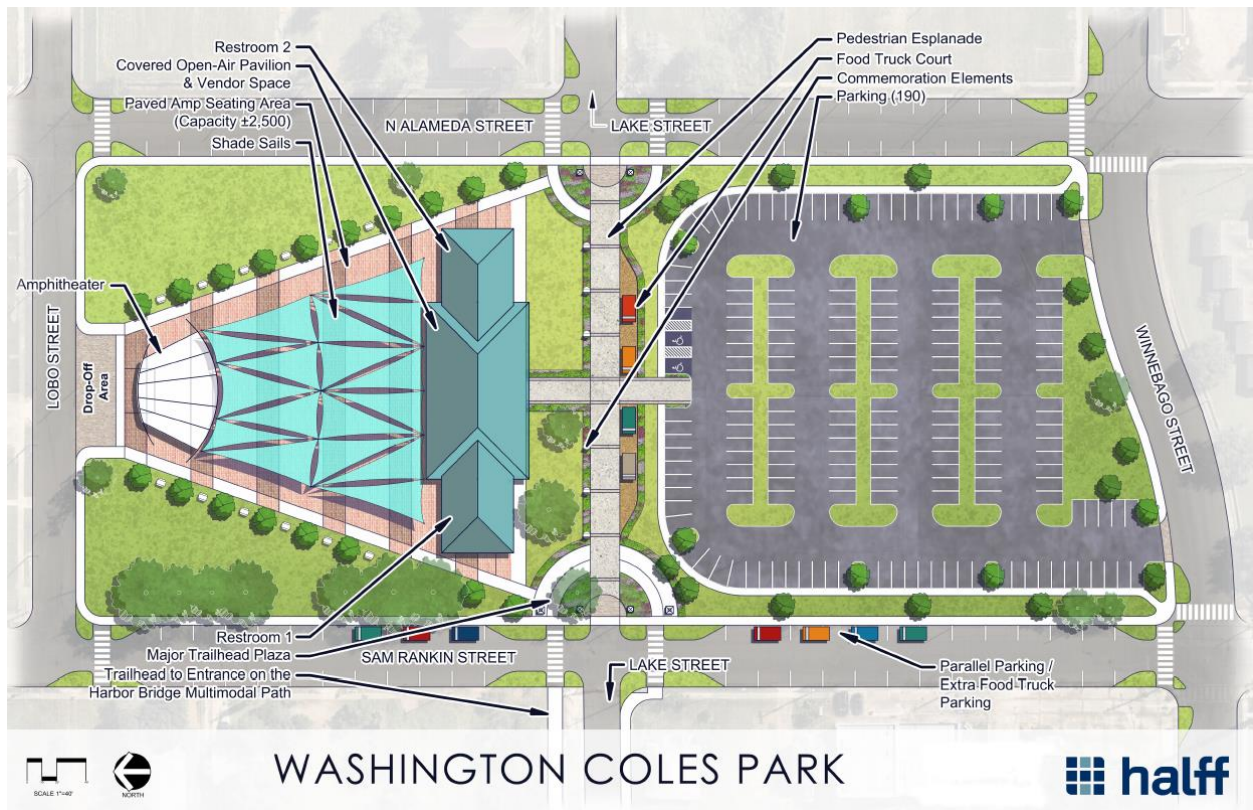 Restroom 2
Covered Open-Air Pavilion
& Vendor Space
Paved Amp Seating Area
(Capacity ±2,500)
Shade Sails
Pedestrian Esplanade
Food Truck Court
Commemoration Elements
Parking (190)
N ALAMEDA STREET
LAKE STREET
Amphitheater
LOBO STREET
Drop-Off
Area
WINNEBAGO STREET
Restroom 1
Major Trailhead Plaza
Trailhead to Entrance on the
Harbor Bridge Multimodal Path
SAM RANKIN STREET
LAKE STREET
Parallel Parking /
Extra Food Truck
Parking
SCALE 1"=40'
NORTH
WASHINGTON COLES PARK
halff